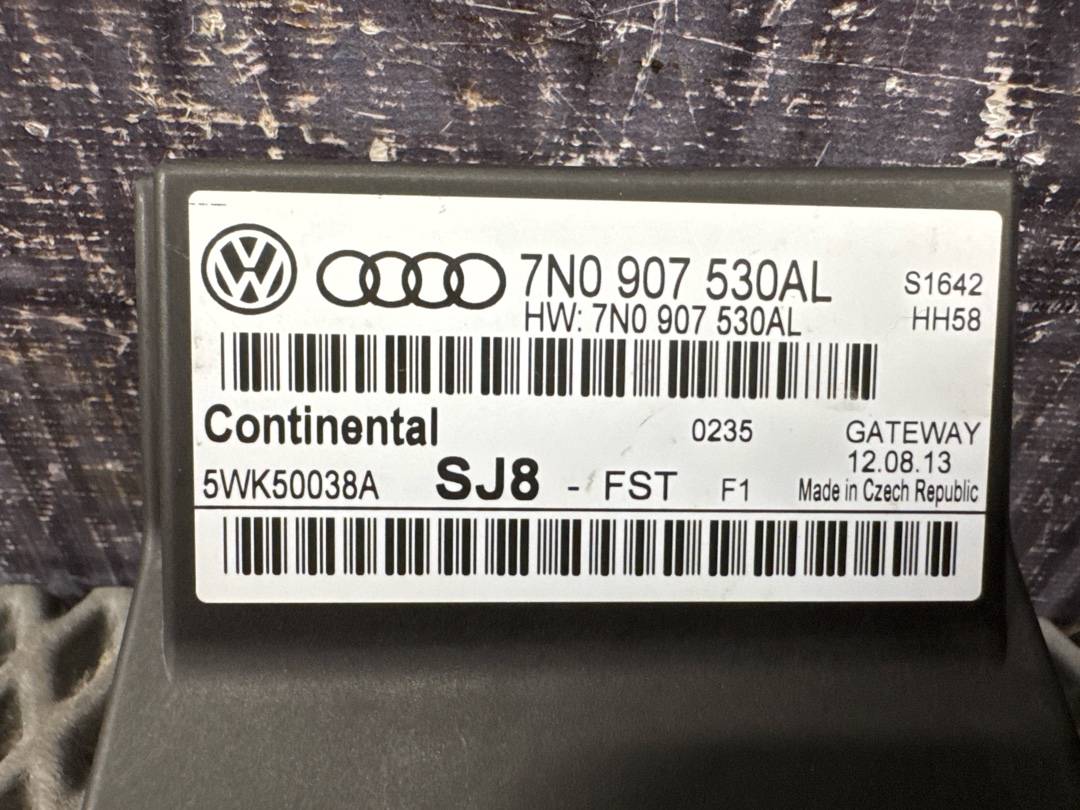 7N0 907 530AL
S1642
HW: 7N0 907 530AL
HH58
Continental
0235
GATEWAY
12.08.13
5WK50038A SJ8 - FST F1 Made in Czech Republic